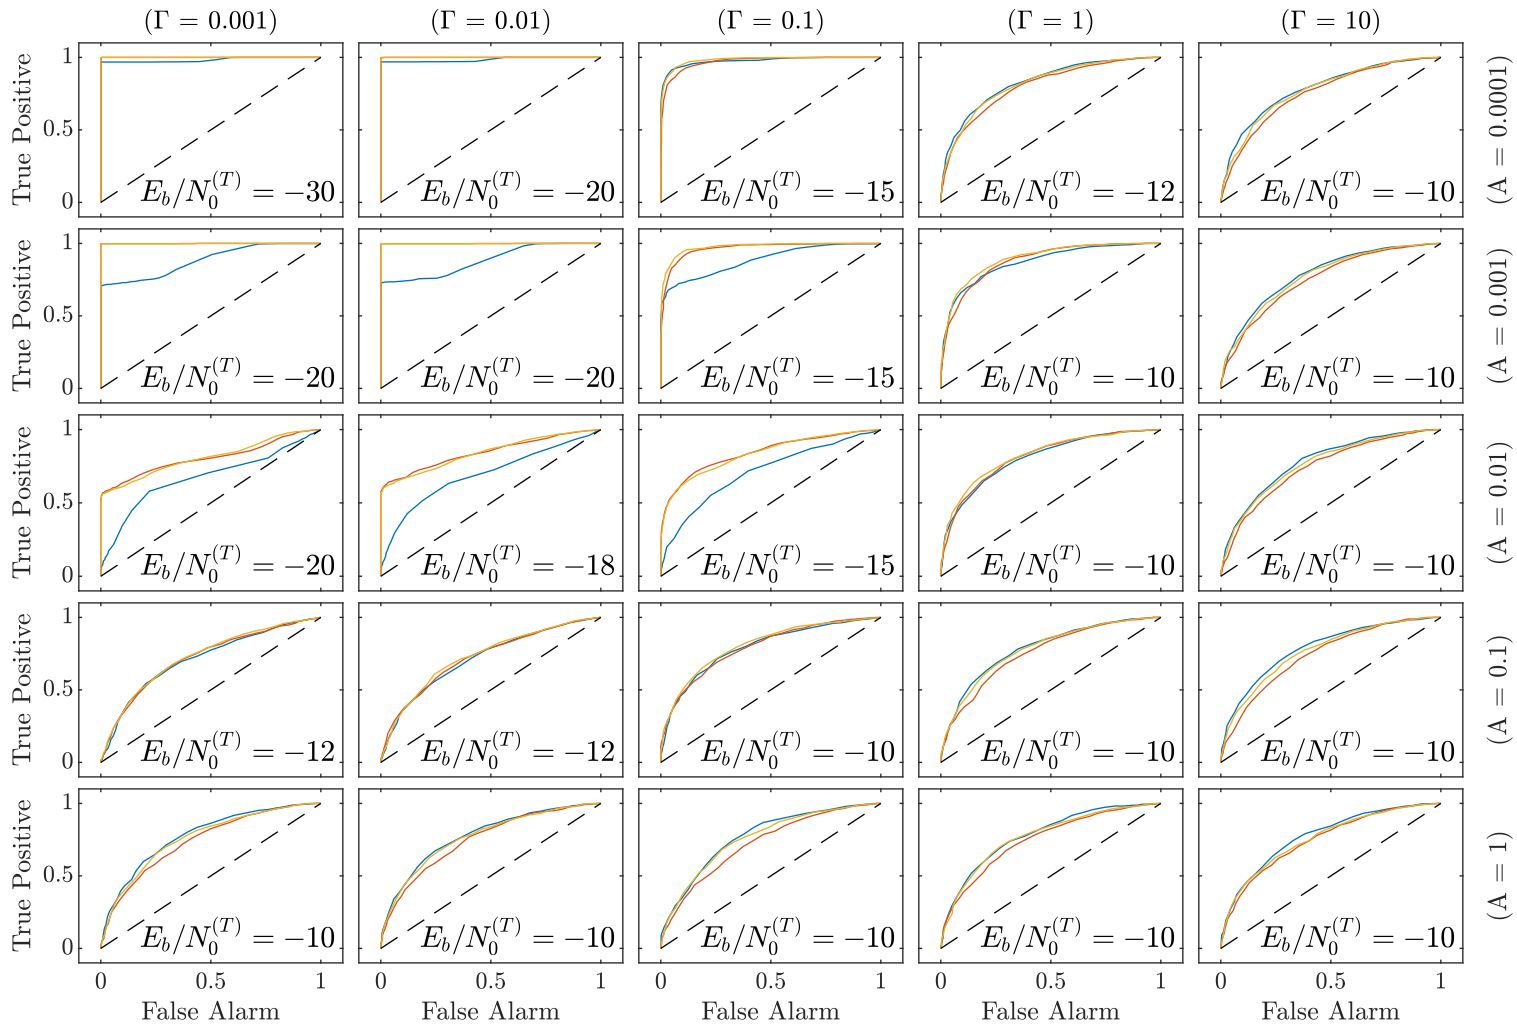 (Γ = 0.001) (Γ = 0.01) (Γ = 0.1) (Γ = 1) (Γ = 10)
True Positive
1
0.5
0
E_b/N_0^{(T)} = −30
E_b/N_0^{(T)} = −20
E_b/N_0^{(T)} = −15
E_b/N_0^{(T)} = −12
E_b/N_0^{(T)} = −10
(A = 0.0001)
True Positive
1
0.5
0
E_b/N_0^{(T)} = −20
E_b/N_0^{(T)} = −20
E_b/N_0^{(T)} = −15
E_b/N_0^{(T)} = −10
E_b/N_0^{(T)} = −10
(A = 0.001)
True Positive
1
0.5
0
E_b/N_0^{(T)} = −20
E_b/N_0^{(T)} = −18
E_b/N_0^{(T)} = −15
E_b/N_0^{(T)} = −10
E_b/N_0^{(T)} = −10
(A = 0.01)
True Positive
1
0.5
0
E_b/N_0^{(T)} = −12
E_b/N_0^{(T)} = −12
E_b/N_0^{(T)} = −10
E_b/N_0^{(T)} = −10
E_b/N_0^{(T)} = −10
(A = 0.1)
True Positive
1
0.5
0
E_b/N_0^{(T)} = −10
E_b/N_0^{(T)} = −10
E_b/N_0^{(T)} = −10
E_b/N_0^{(T)} = −10
E_b/N_0^{(T)} = −10
(A = 1)
0 0.5 1 0 0.5 1 0 0.5 1 0 0.5 1 0 0.5 1
False Alarm False Alarm False Alarm False Alarm False Alarm